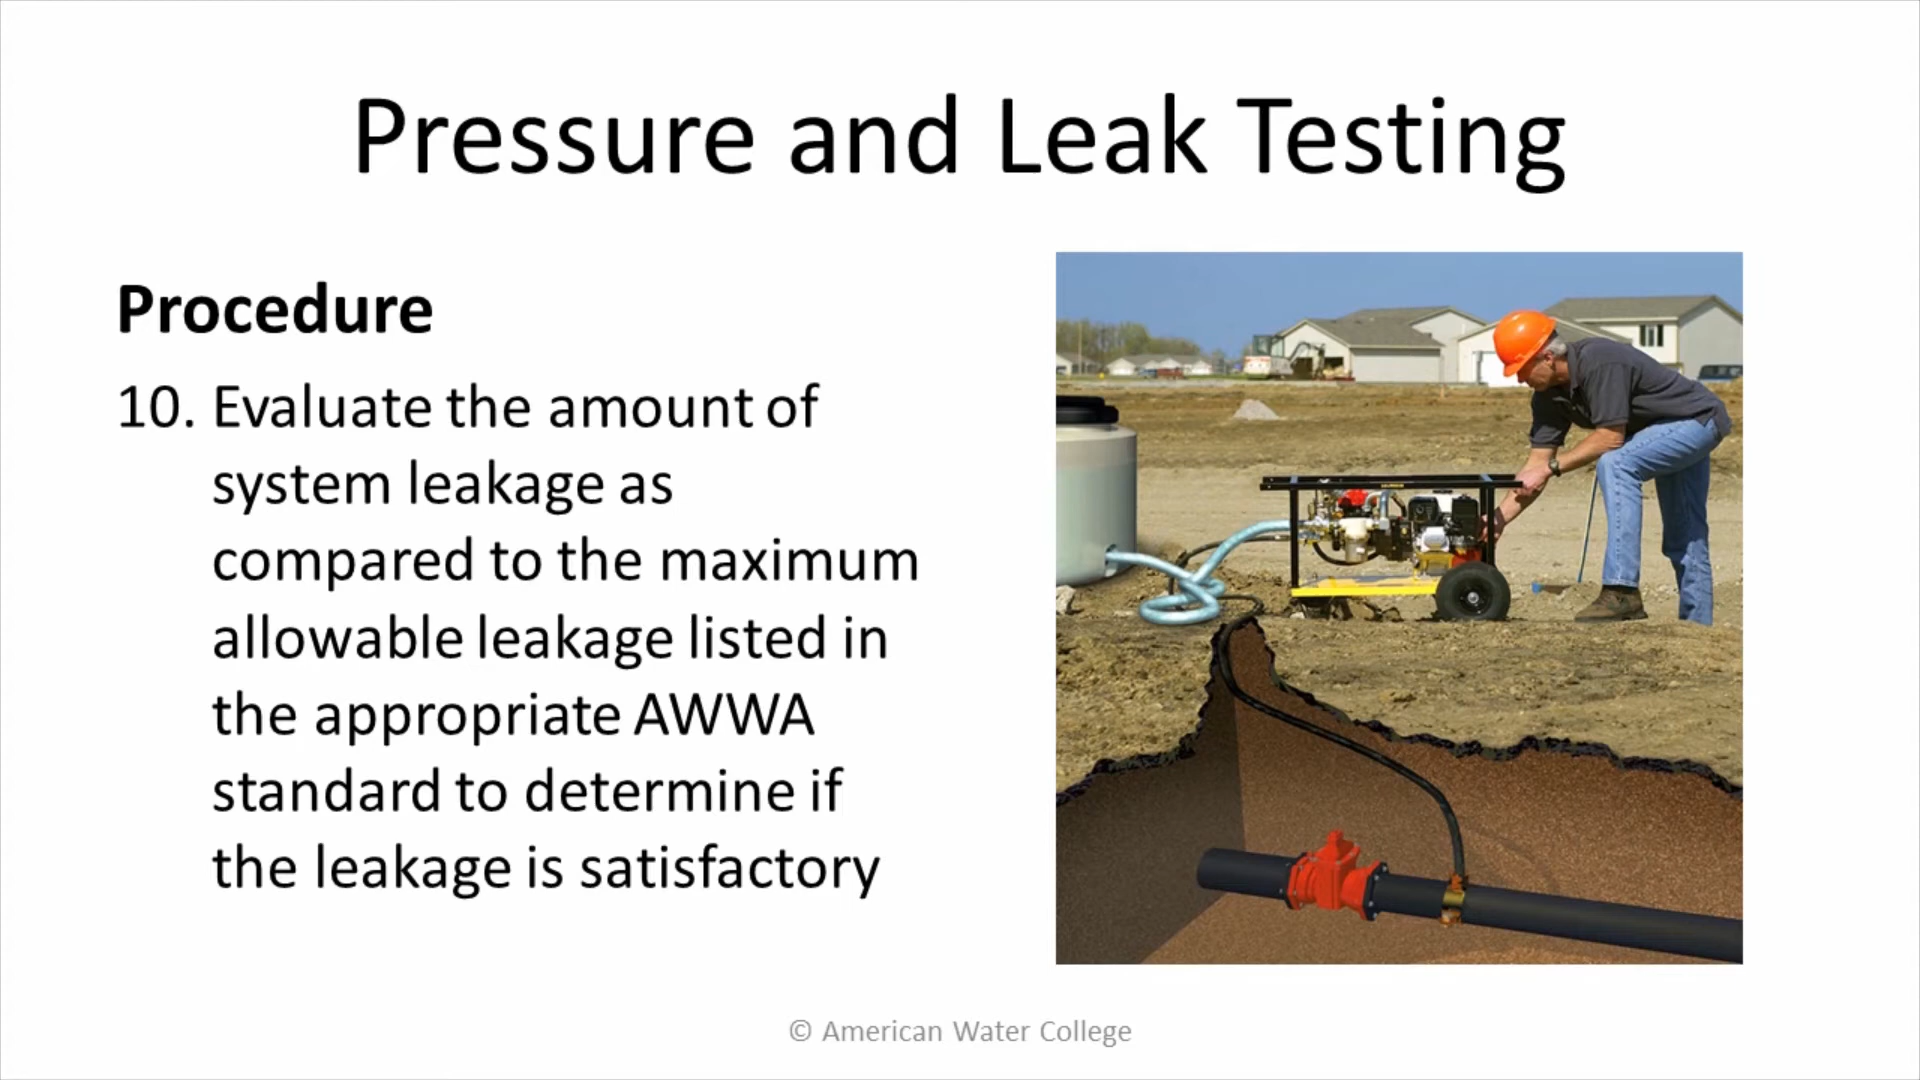 Pressure and Leak Testing
Procedure
10. Evaluate the amount of
system leakage as
compared to the maximum
allowable leakage listed in
the appropriate AWWA
standard to determine if
the leakage is satisfactory
© American Water College